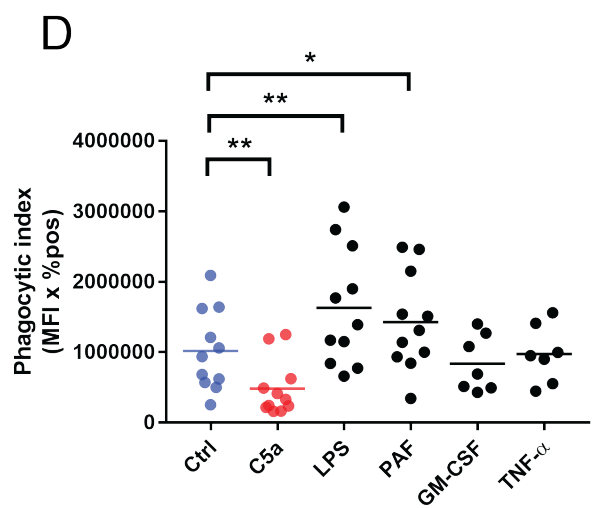 D
*
**
**
Phagocytic index
(MFI x %pos)
4000000
3000000
2000000
1000000
0
Ctrl
C5a
LPS
PAF
GM-CSF
TNF-α